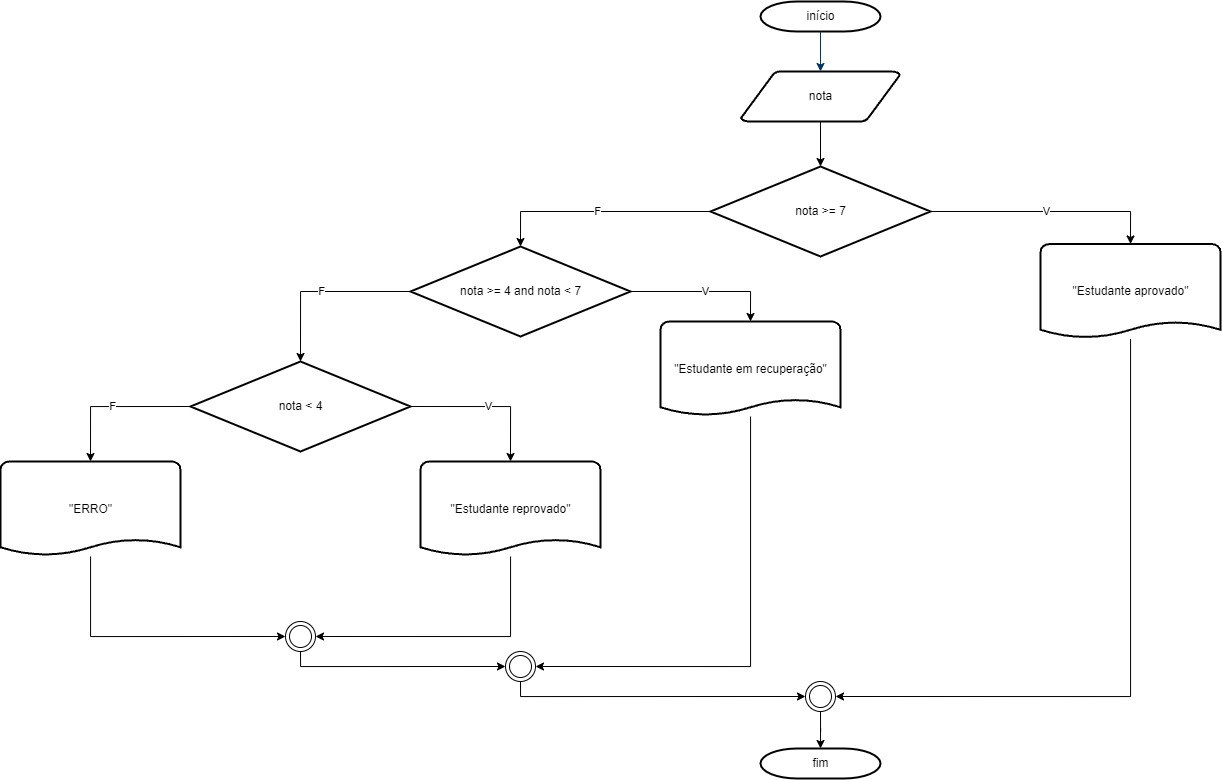 início
nota
nota >= 7
F
V
nota >= 4 and nota < 7
"Estudante aprovado"
F
V
"Estudante em recuperação"
nota < 4
F
V
"ERRO"
"Estudante reprovado"
fim